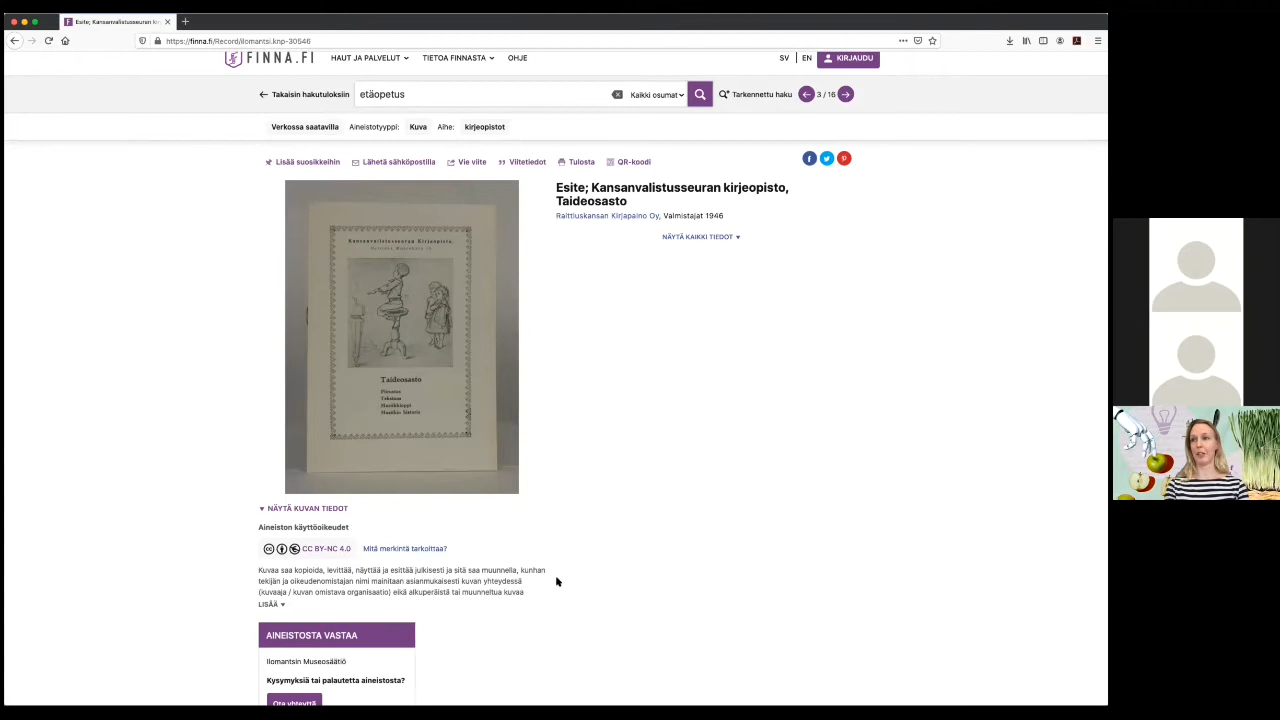 Esite; Kansanvalistusseuran kir
https://finna.fi/Record/ilomantsi.knp-30546
FINNA.FI
HAUT JA PALVELUT
TIETOA FINNASTA
OHJE
SV
EN
KIRJAUDU
Takaisin hakutuloksiin
etäopetus
Kaikki osumat
Tarkennettu haku
3 / 16
Verkossa saatavilla
Aineistotyyppi:
Kuva
Aihe:
kirjeopistot
Lisää suosikkeihin
Lähetä sähköpostilla
Vie viite
Viitetiedot
Tulosta
QR-koodi
Esite; Kansanvalistusseuran kirjeopisto,
Taideosasto
Raittiuskansan Kirjapaino Oy, Valmistajat 1946
NÄYTÄ KAIKKI TIEDOT
Kansanvalistusseuran Kirjeopisto.
Taideosasto
Piirustus
Musiikkioppi
Musiikin historia
NÄYTÄ KUVAN TIEDOT
Aineiston käyttöoikeudet
CC BY-NC 4.0
Mitä merkintä tarkoittaa?
Kuvaa saa kopioida, levittää, näyttää ja esittää julkisesti ja sitä saa muunnella, kunhan
tekijän ja oikeudenomistajan nimi mainitaan asianmukaisesti kuvan yhteydessä
(kuvaaja / kuvan omistava organisaatio) eikä alkuperäistä tai muunneltua kuvaa
LISÄÄ
AINEISTOSTA VASTAA
Ilomantsin Museosäätiö
Kysymyksiä tai palautetta aineistosta?
Ota yhteyttä